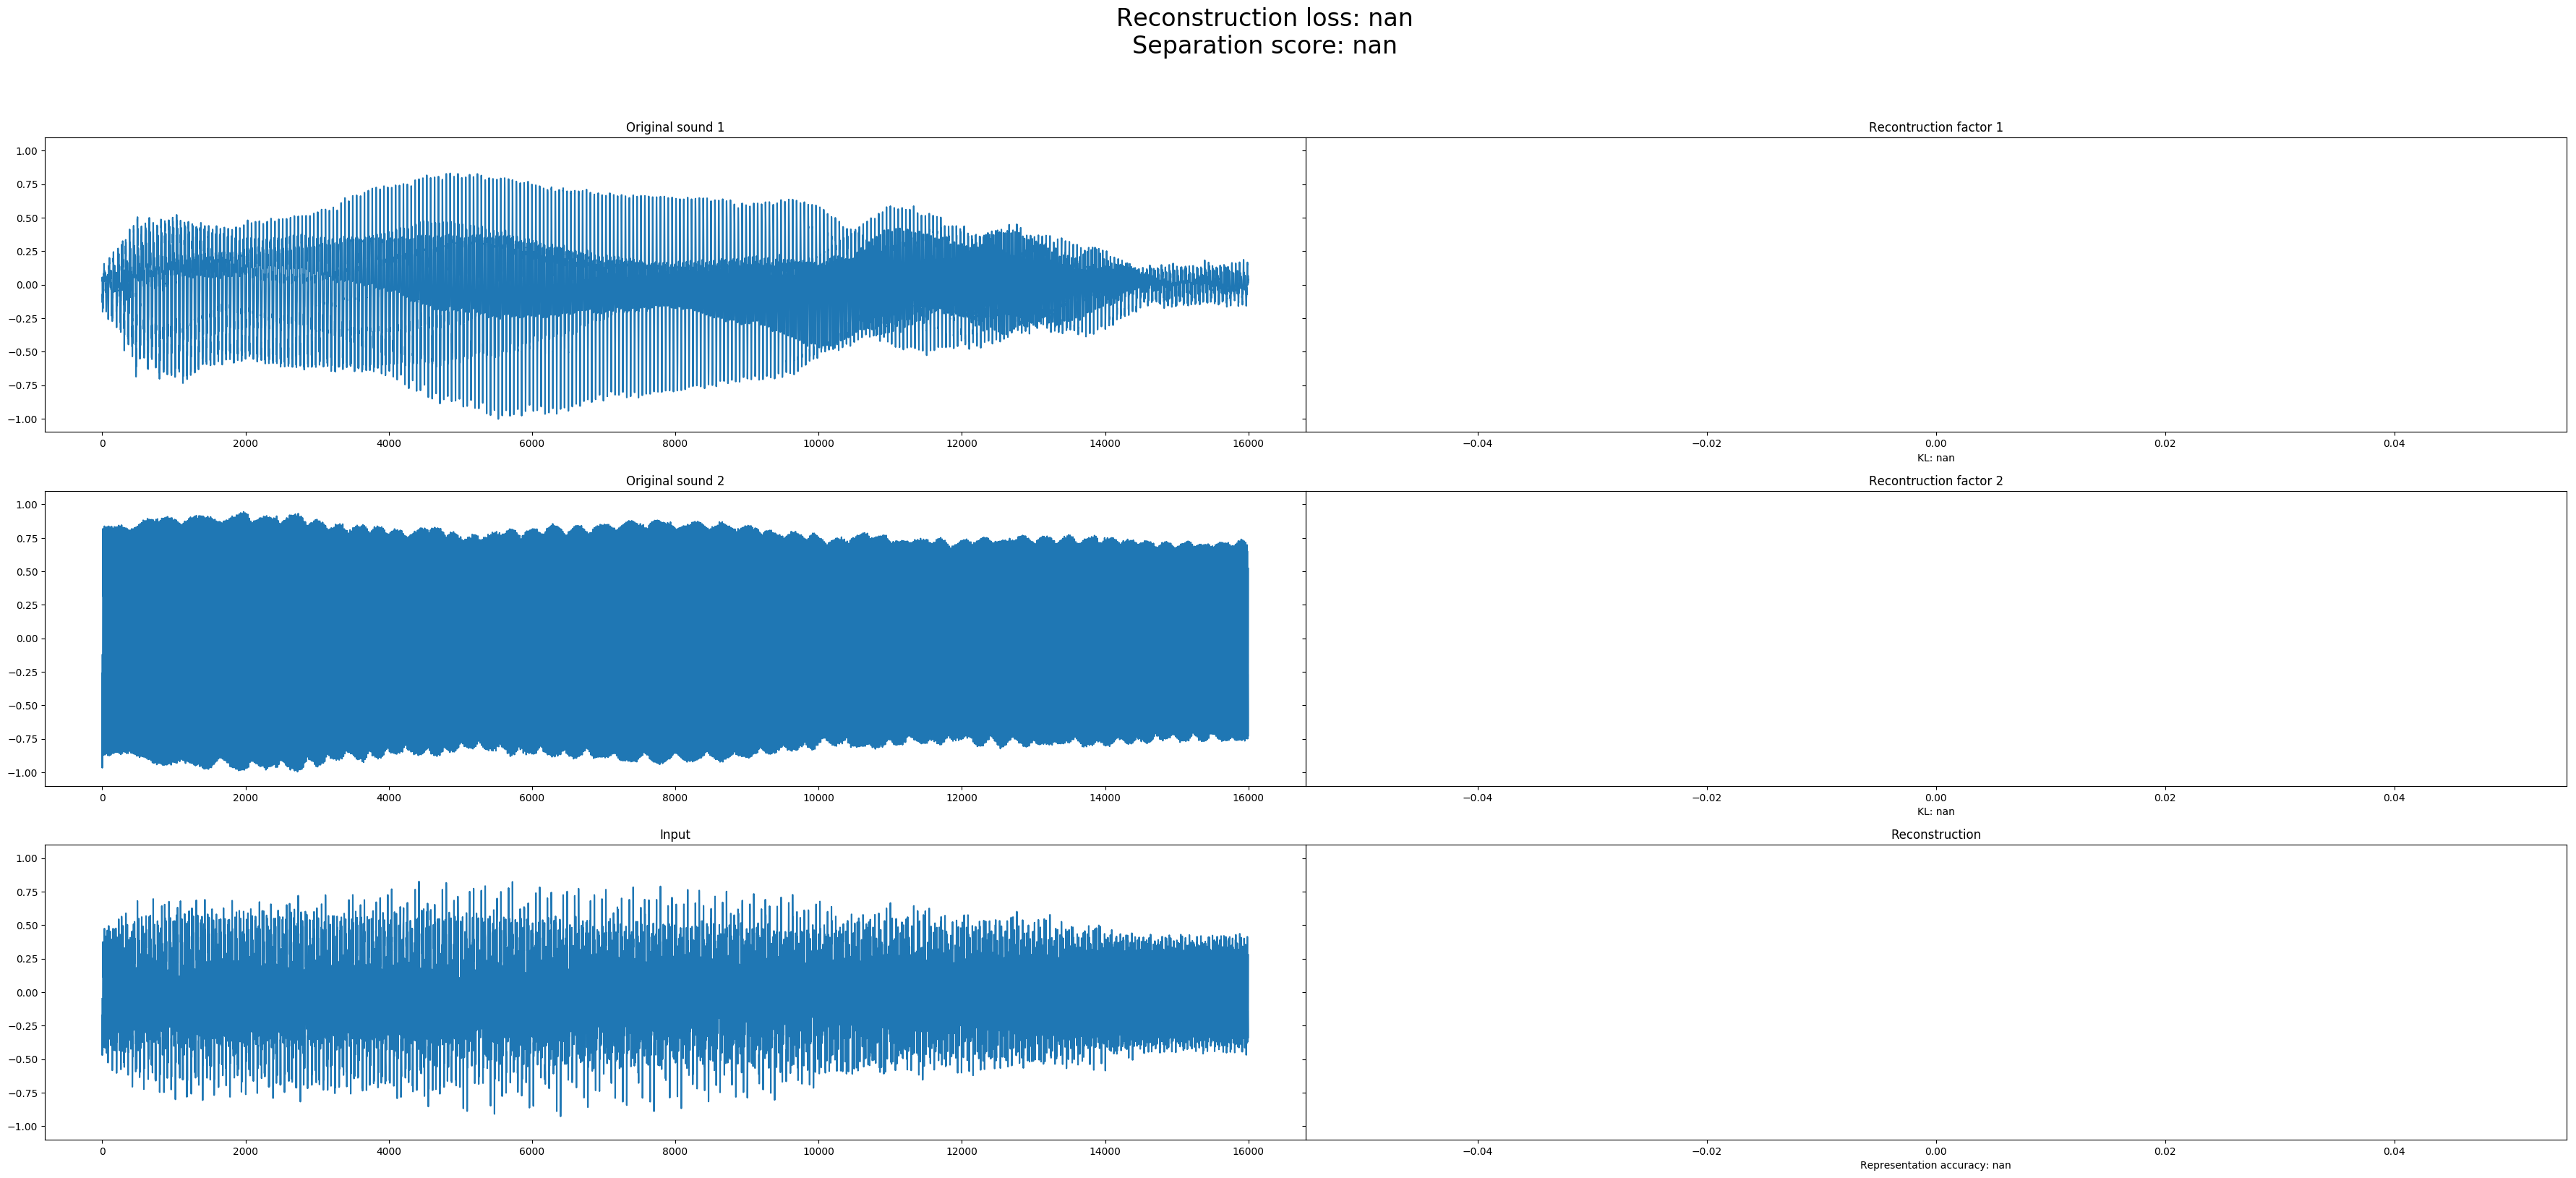 Reconstruction loss: nan
Separation score: nan
Original sound 1
Recontruction factor 1
1.00
0.75
0.50
0.25
0.00
−0.25
−0.50
−0.75
−1.00
0 2000 4000 6000 8000 10000 12000 14000 16000
−0.04 −0.02 0.00 0.02 0.04
KL: nan
Original sound 2
Recontruction factor 2
1.00
0.75
0.50
0.25
0.00
−0.25
−0.50
−0.75
−1.00
0 2000 4000 6000 8000 10000 12000 14000 16000
−0.04 −0.02 0.00 0.02 0.04
KL: nan
Input
Reconstruction
1.00
0.75
0.50
0.25
0.00
−0.25
−0.50
−0.75
−1.00
0 2000 4000 6000 8000 10000 12000 14000 16000
−0.04 −0.02 0.00 0.02 0.04
Representation accuracy: nan